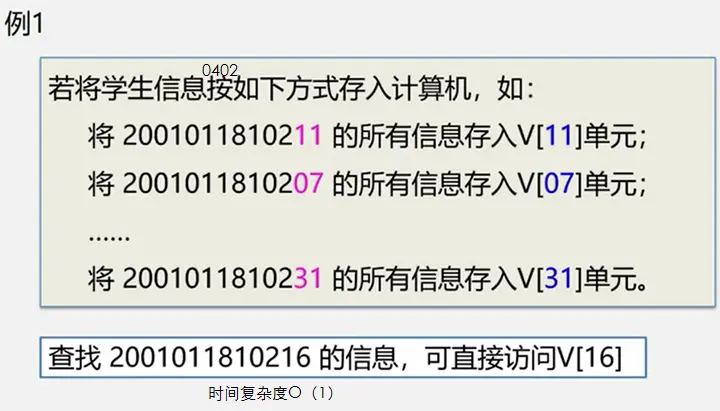 例1
0402
若将学生信息按如下方式存入计算机，如：
将 2001011810211 的所有信息存入V[11]单元；
将 2001011810207 的所有信息存入V[07]单元；
……
将 2001011810231 的所有信息存入V[31]单元。
查找 2001011810216 的信息，可直接访问V[16]
时间复杂度O（1）